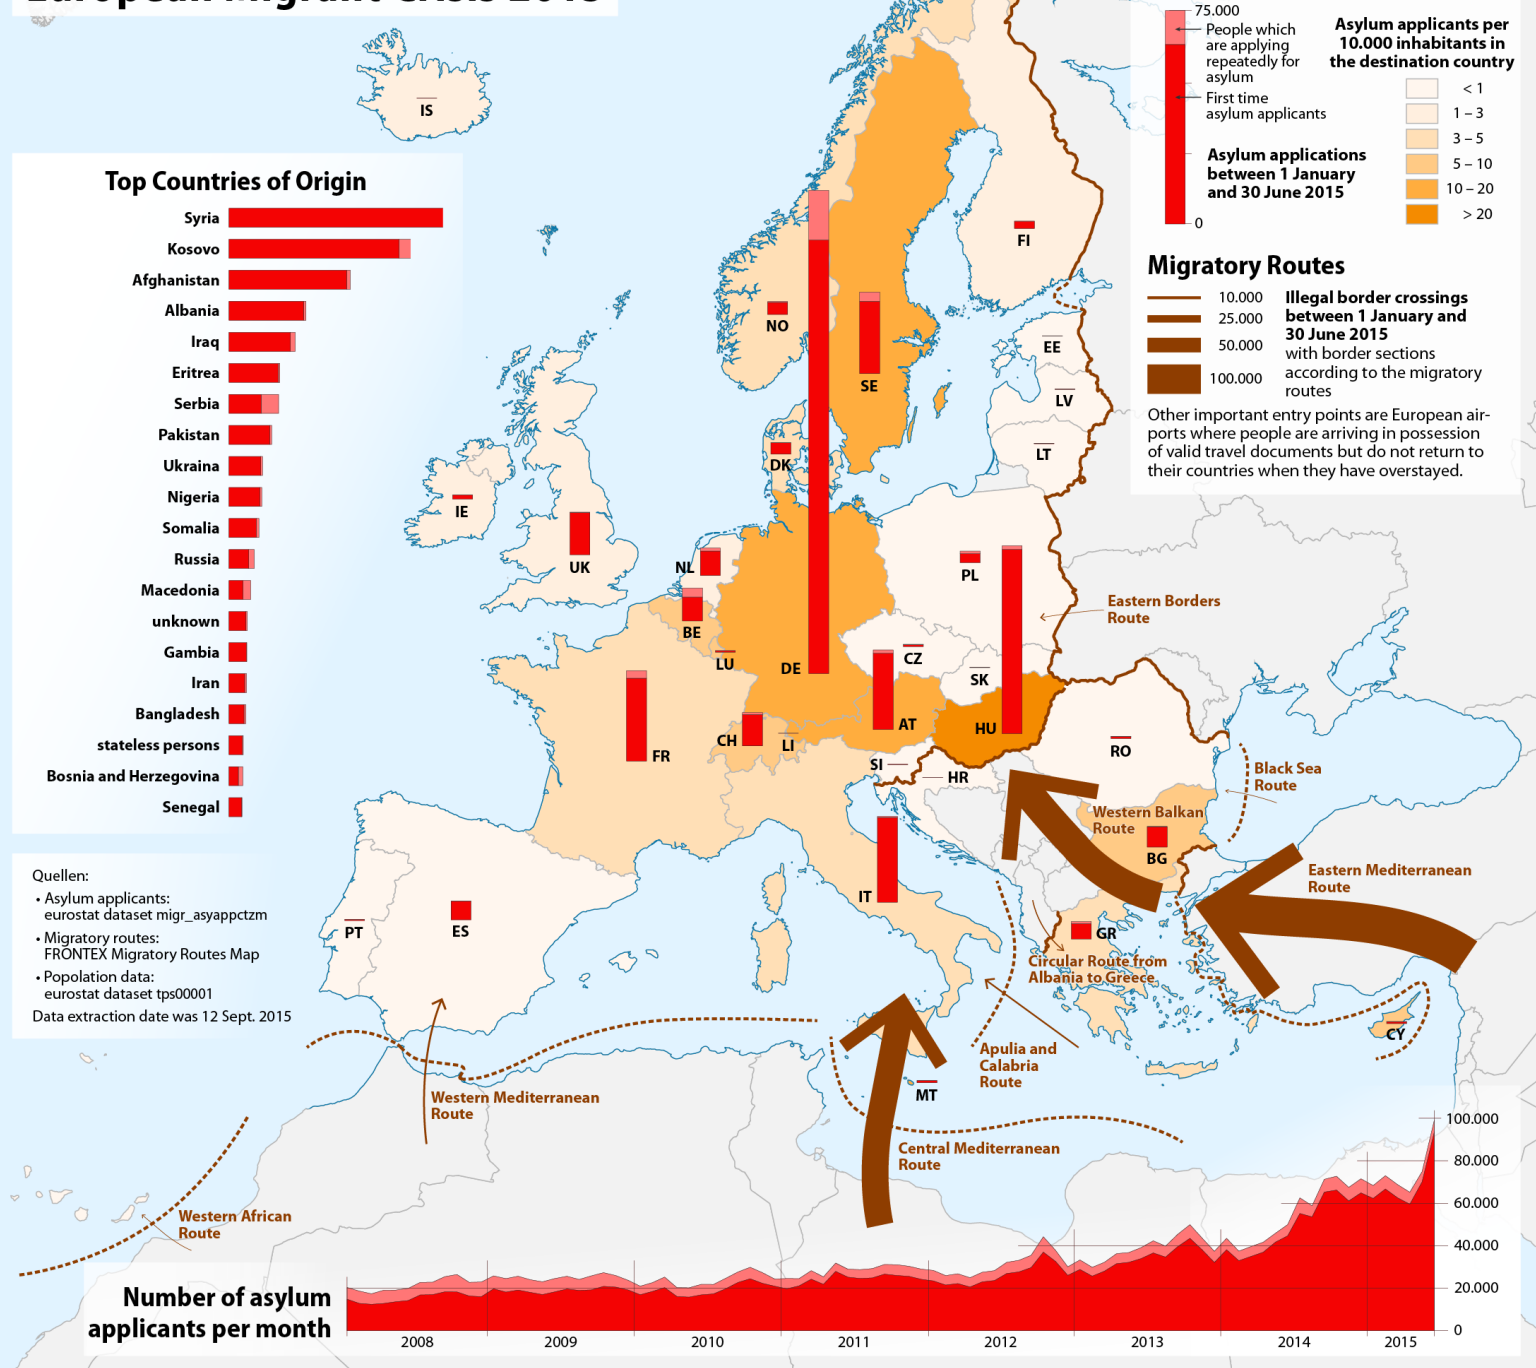 European Migrant Crisis 2015
75.000
People which
are applying
repeatedly for
asylum
First time
asylum applicants
Asylum applications
between 1 January
and 30 June 2015
0
Asylum applicants per
10.000 inhabitants in
the destination country
< 1
1 – 3
3 – 5
5 – 10
10 – 20
> 20
Migratory Routes
10.000
25.000
50.000
100.000
Illegal border crossings
between 1 January and
30 June 2015
with border sections
according to the migratory
routes
Other important entry points are European air-
ports where people are arriving in possession
of valid travel documents but do not return to
their countries when they have overstayed.
Top Countries of Origin
Syria
Kosovo
Afghanistan
Albania
Iraq
Eritrea
Serbia
Pakistan
Ukraina
Nigeria
Somalia
Russia
Macedonia
unknown
Gambia
Iran
Bangladesh
stateless persons
Bosnia and Herzegovina
Senegal
Quellen:
• Asylum applicants:
eurostat dataset migr_asyappctzm
• Migratory routes:
FRONTEX Migratory Routes Map
• Popolation data:
eurostat dataset tps00001
Data extraction date was 12 Sept. 2015
IS
FI
NO
SE
EE
LV
LT
DK
IE
UK
NL
BE
LU
DE
PL
CZ
SK
AT
HU
CH
LI
FR
SI
HR
RO
BG
IT
GR
PT
ES
MT
CY
Eastern Borders
Route
Black Sea
Route
Western Balkan
Route
Eastern Mediterranean
Route
Circular Route from
Albania to Greece
Apulia and
Calabria
Route
Central Mediterranean
Route
Western Mediterranean
Route
Western African
Route
Number of asylum
applicants per month
100.000
80.000
60.000
40.000
20.000
0
2008
2009
2010
2011
2012
2013
2014
2015